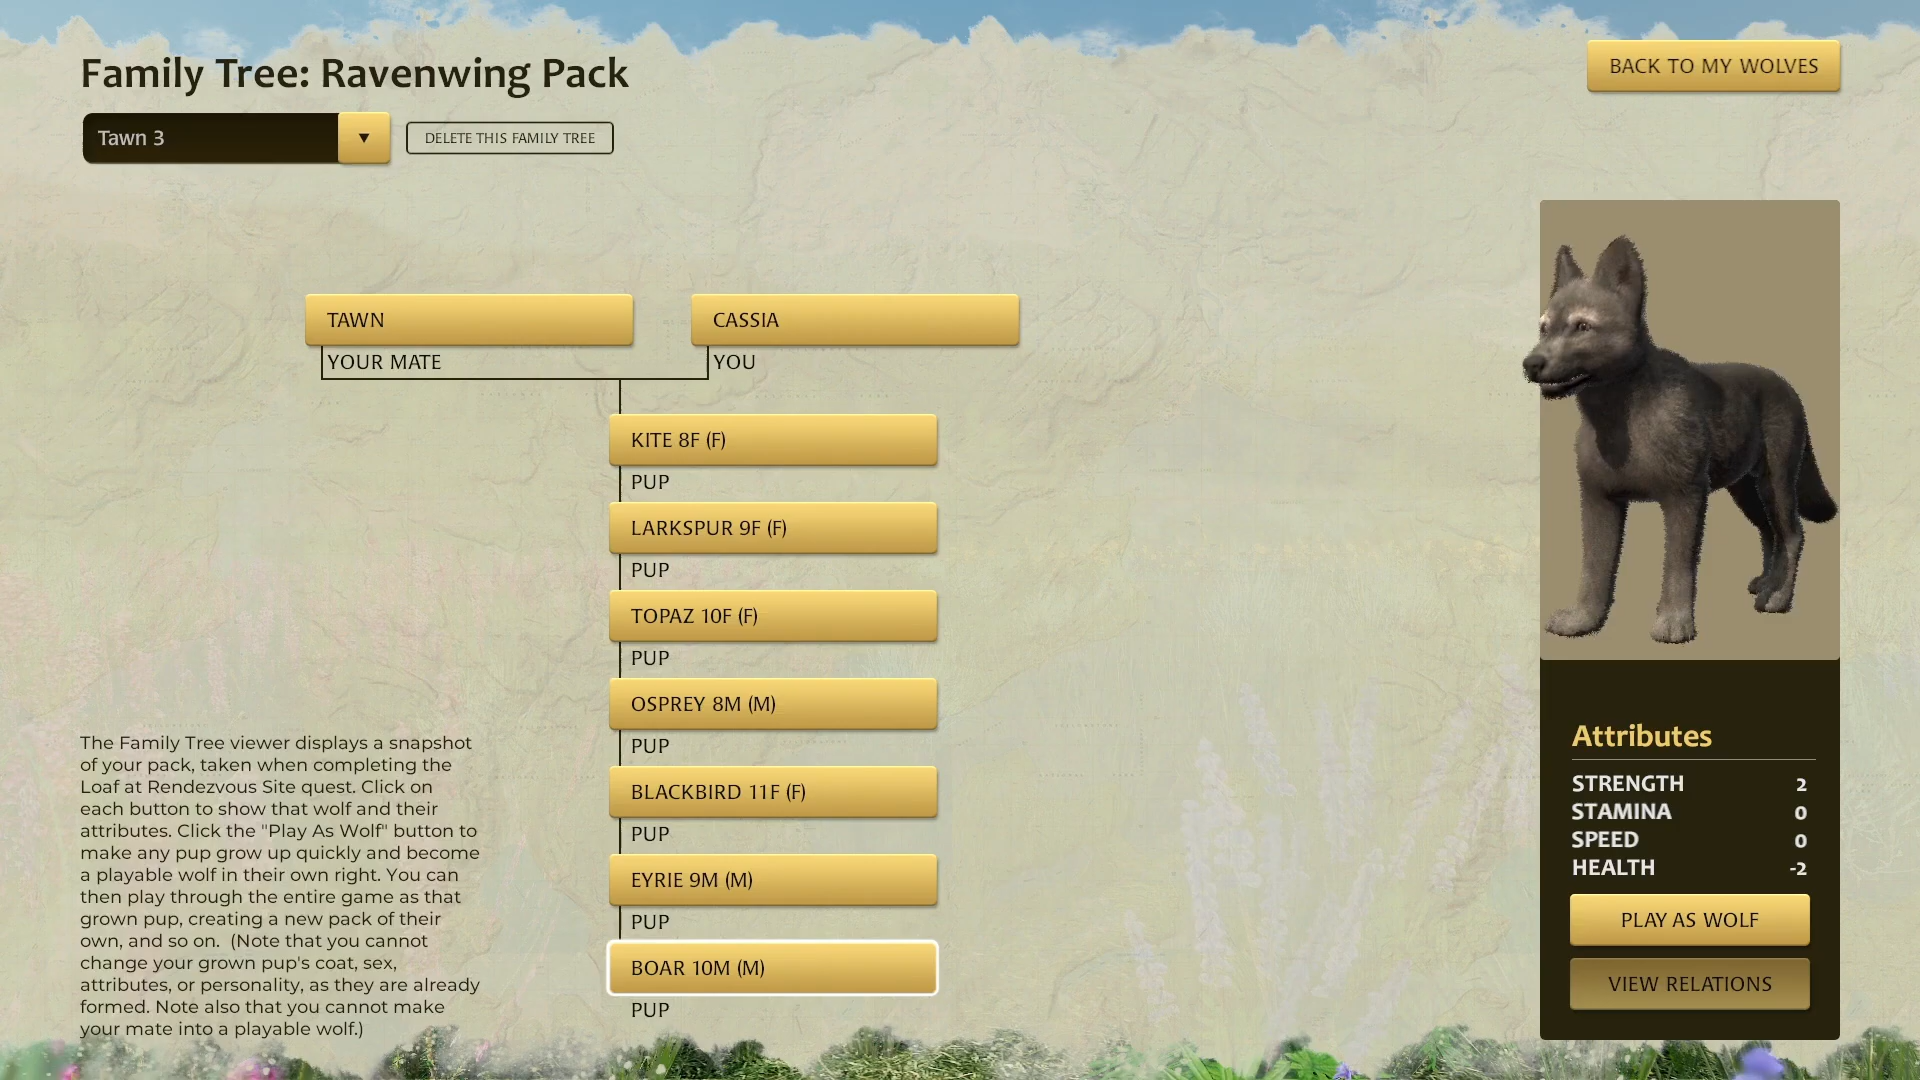 Family Tree: Ravenwing Pack
BACK TO MY WOLVES
Tawn 3
DELETE THIS FAMILY TREE
TAWN
CASSIA
YOUR MATE
YOU
KITE 8F (F)
PUP
LARKSPUR 9F (F)
PUP
TOPAZ 10F (F)
PUP
OSPREY 8M (M)
PUP
BLACKBIRD 11F (F)
PUP
EYRIE 9M (M)
PUP
BOAR 10M (M)
PUP
The Family Tree viewer displays a snapshot
of your pack, taken when completing the
Loaf at Rendezvous Site quest. Click on
each button to show that wolf and their
attributes. Click the "Play As Wolf" button to
make any pup grow up quickly and become
a playable wolf in their own right. You can
then play through the entire game as that
grown pup, creating a new pack of their
own, and so on.  (Note that you cannot
change your grown pup's coat, sex,
attributes, or personality, as they are already
formed. Note also that you cannot make
your mate into a playable wolf.)
Attributes
STRENGTH 2
STAMINA 0
SPEED 0
HEALTH -2
PLAY AS WOLF
VIEW RELATIONS